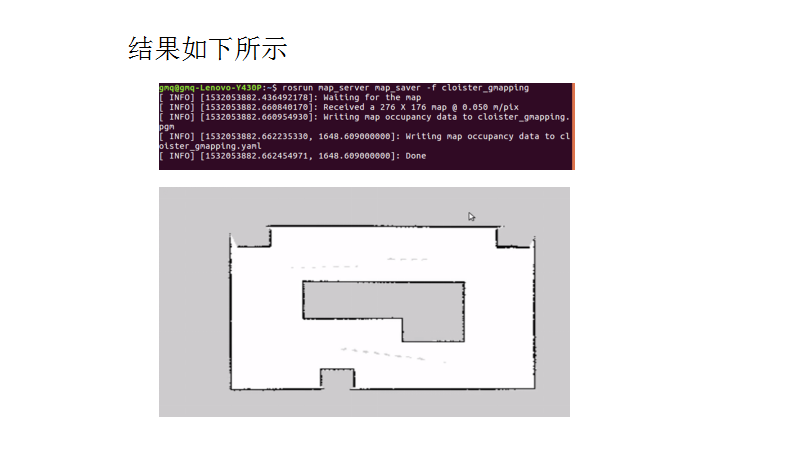 结果如下所示
gmq@gmq-Lenovo-Y430P:~$ rosrun map_server map_saver -f cloister_gmapping
[ INFO] [1532053882.436492178]: Waiting for the map
[ INFO] [1532053882.660840170]: Received a 276 X 176 map @ 0.050 m/pix
[ INFO] [1532053882.660954930]: Writing map occupancy data to cloister_gmapping.
pgm
[ INFO] [1532053882.662235330, 1648.609000000]: Writing map occupancy data to cl
oister_gmapping.yaml
[ INFO] [1532053882.662454971, 1648.609000000]: Done